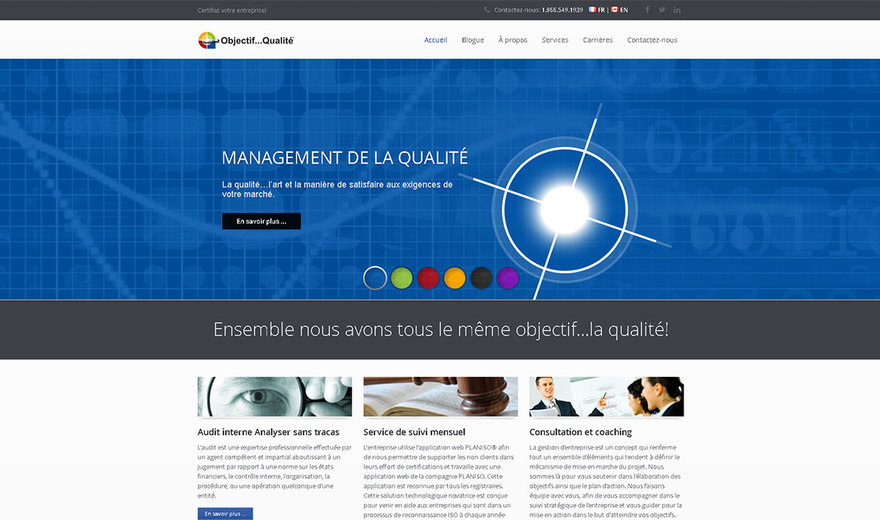 Certifiez votre entreprise!
Contactez-nous: 1.866.549.1939 FR | EN
Objectif...Qualité
Accueil Blogue À propos Services Carrières Contactez-nous
MANAGEMENT DE LA QUALITÉ
La qualité...l'art et la manière de satisfaire aux exigences de
votre marché.
En savoir plus ...
Ensemble nous avons tous le même objectif...la qualité!
Audit interne Analyser sans tracas
L'audit est une expertise professionnelle effectuée par
un agent compétent et impartial aboutissant à un
jugement par rapport à une norme sur les états
financiers, le contrôle interne, l'organisation, la
procédure, ou une opération quelconque d'une
entité.
En savoir plus ...
Service de suivi mensuel
L'entreprise utilise l'application web PLANISO® afin
de nous permettre de supporter les non clients dans
leurs effort de certifications et travaille avec une
application web de la compagnie PLANISO. Cette
application est reconnue par tous les registraires.
Cette solution technologique novatrice est conçue
pour venir en aide aux entreprises qui sont dans un
processus de reconnaissance ISO à chaque année
Consultation et coaching
La gestion d'entreprise est un concept qui renferme
tout un ensemble d'éléments qui tendent à définir le
mécanisme de mise en marche du projet. Nous
sommes là pour vous soutenir dans l'élaboration des
objectifs ainsi que le plan d'action. Nous faisons
équipe avec vous, afin de vous accompagner dans le
suivi stratégique de l'entreprise et vous guider pour la
mise en action dans le but d'atteindre vos objectifs.